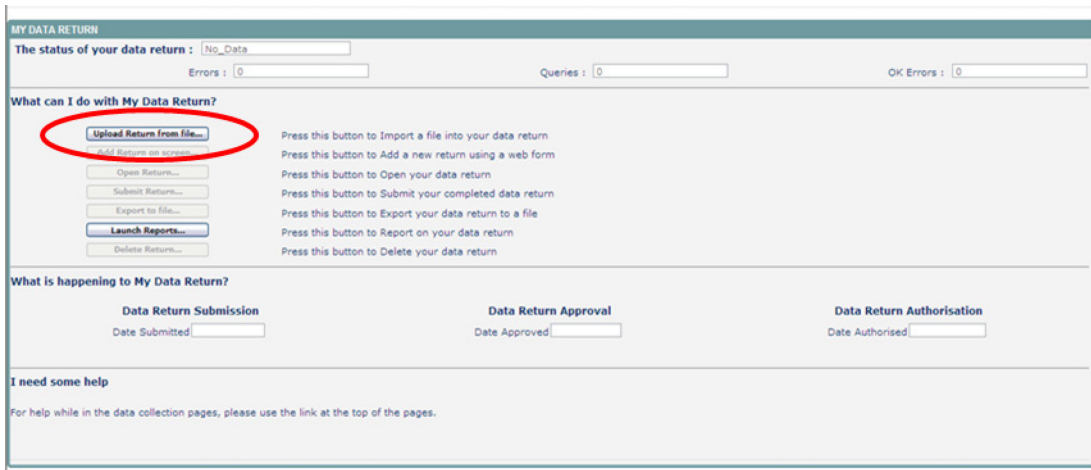 MY DATA RETURN
The status of your data return : No_Data
Errors : 0 Queries : 0 OK Errors : 0
What can I do with My Data Return?
Upload Return from file... Press this button to Import a file into your data return
Add Return on screen... Press this button to Add a new return using a web form
Open Return... Press this button to Open your data return
Submit Return... Press this button to Submit your completed data return
Export to file... Press this button to Export your data return to a file
Launch Reports... Press this button to Report on your data return
Delete Return... Press this button to Delete your data return
What is happening to My Data Return?
Data Return Submission Data Return Approval Data Return Authorisation
Date Submitted Date Approved Date Authorised
I need some help
For help while in the data collection pages, please use the link at the top of the pages.